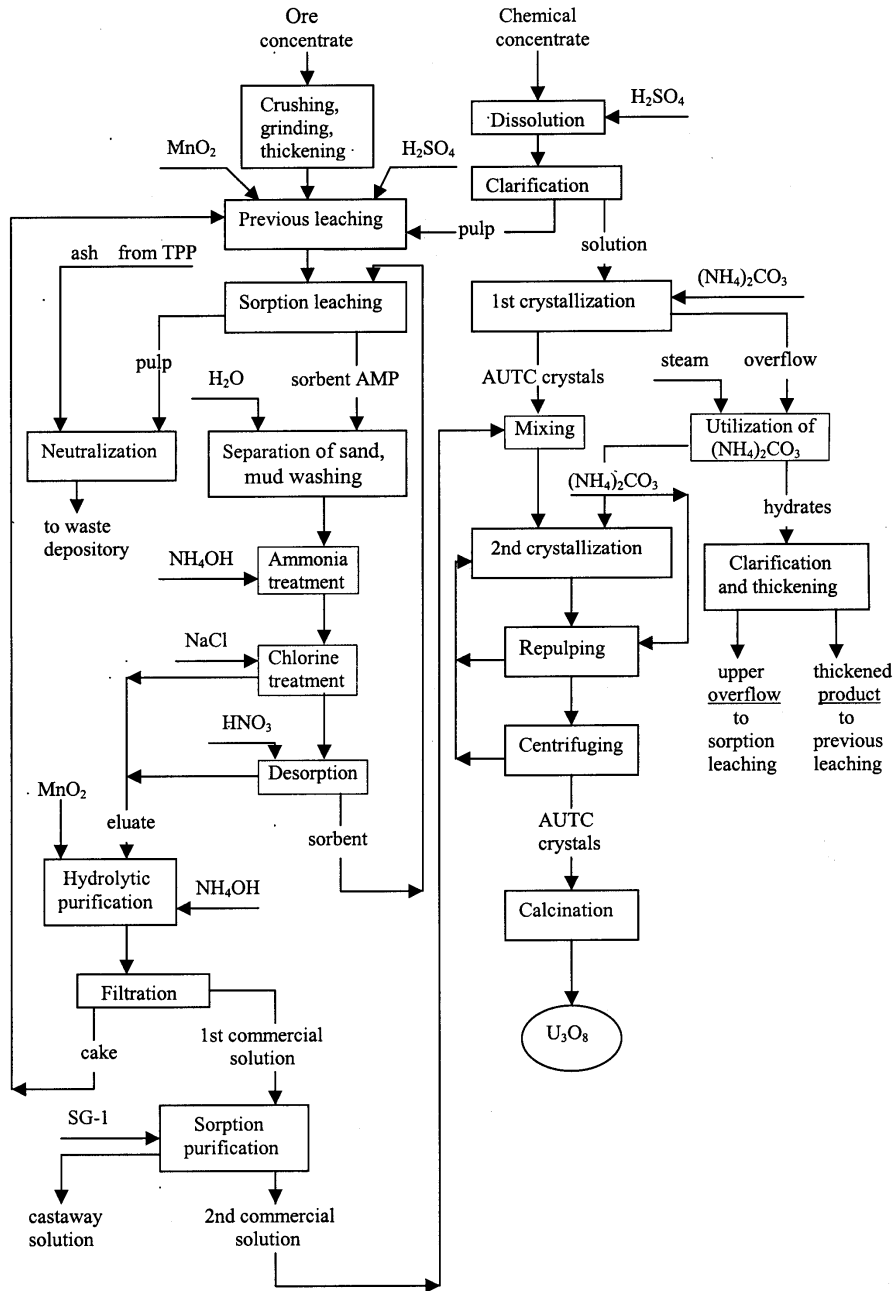 Ore
concentrate
Chemical
concentrate
Crushing,
grinding,
thickening
H₂SO₄
Dissolution
MnO₂
H₂SO₄
Clarification
Previous leaching
pulp
solution
ash from TPP
Sorption leaching
1st crystallization
(NH₄)₂CO₃
pulp
H₂O
sorbent AMP
AUTC crystals
steam
overflow
Neutralization
Separation of sand,
mud washing
Mixing
Utilization of
(NH₄)₂CO₃
to waste
depository
(NH₄)₂CO₃
hydrates
NH₄OH
Ammonia
treatment
2nd crystallization
Clarification
and thickening
NaCl
Chlorine
treatment
Repulping
upper
overflow
to
sorption
leaching
thickened
product
to
previous
leaching
HNO₃
Desorption
Centrifuging
MnO₂
eluate
sorbent
AUTC
crystals
Hydrolytic
purification
NH₄OH
Calcination
Filtration
U₃O₈
cake
1st commercial
solution
SG-1
Sorption
purification
castaway
solution
2nd commercial
solution